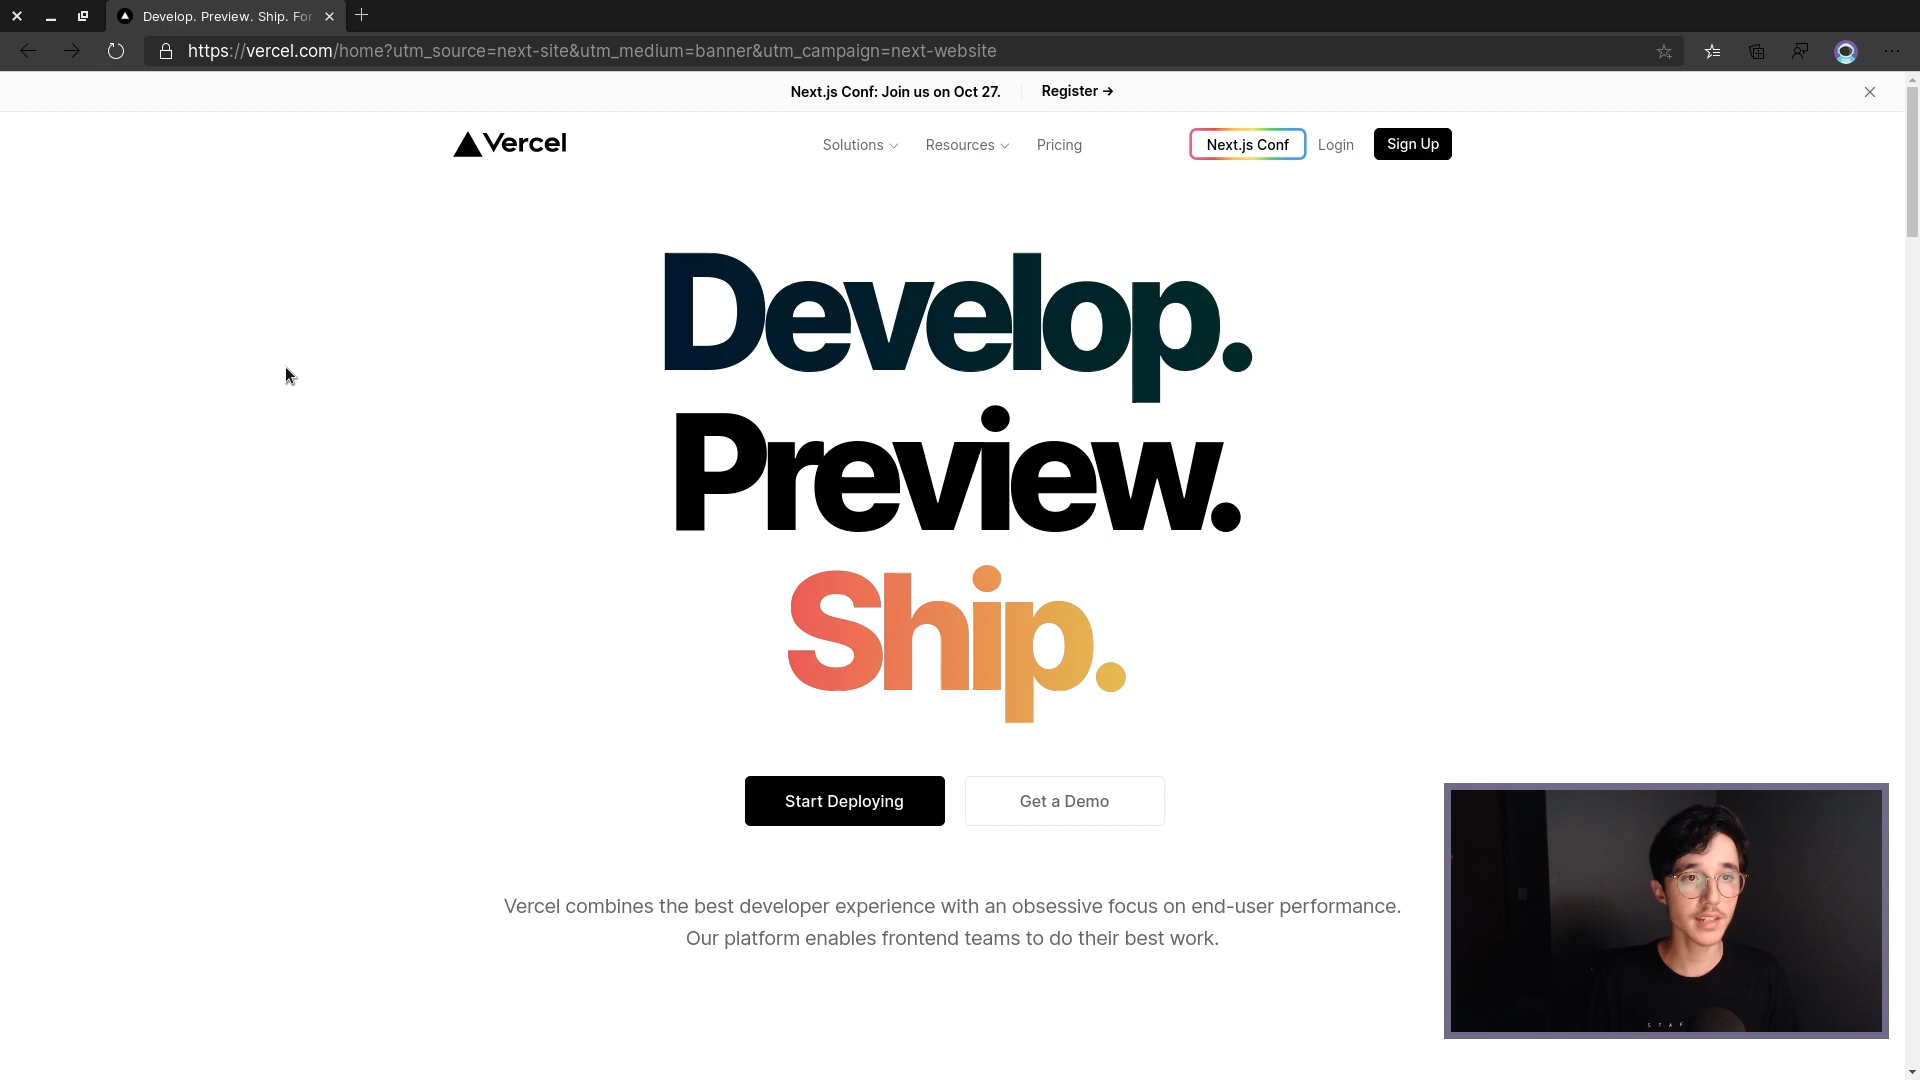 Develop. Preview. Ship. For
https://vercel.com/home?utm_source=next-site&utm_medium=banner&utm_campaign=next-website
Next.js Conf: Join us on Oct 27. Register →
Vercel Solutions Resources Pricing Next.js Conf Login Sign Up
Develop.
Preview.
Ship.
Start Deploying Get a Demo
Vercel combines the best developer experience with an obsessive focus on end-user performance.
Our platform enables frontend teams to do their best work.